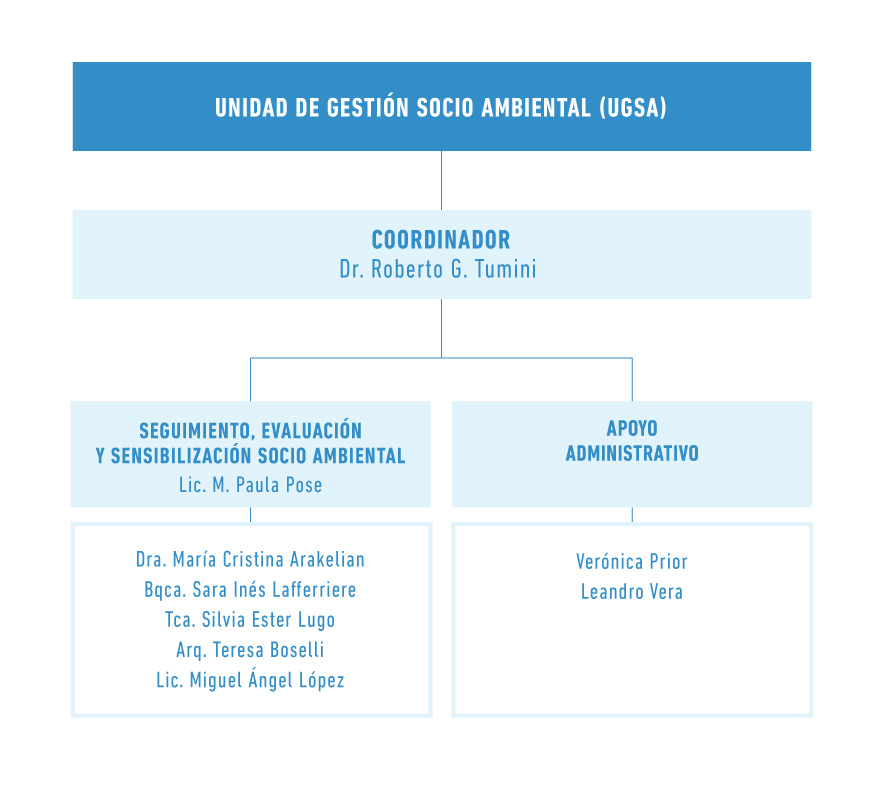 UNIDAD DE GESTIÓN SOCIO AMBIENTAL (UGSA)
COORDINADOR
Dr. Roberto G. Tumini
SEGUIMIENTO, EVALUACIÓN
Y SENSIBILIZACIÓN SOCIO AMBIENTAL
Lic. M. Paula Pose
Dra. María Cristina Arakelian
Bqca. Sara Inés Lafferriere
Tca. Silvia Ester Lugo
Arq. Teresa Boselli
Lic. Miguel Ángel López
APOYO
ADMINISTRATIVO
Verónica Prior
Leandro Vera